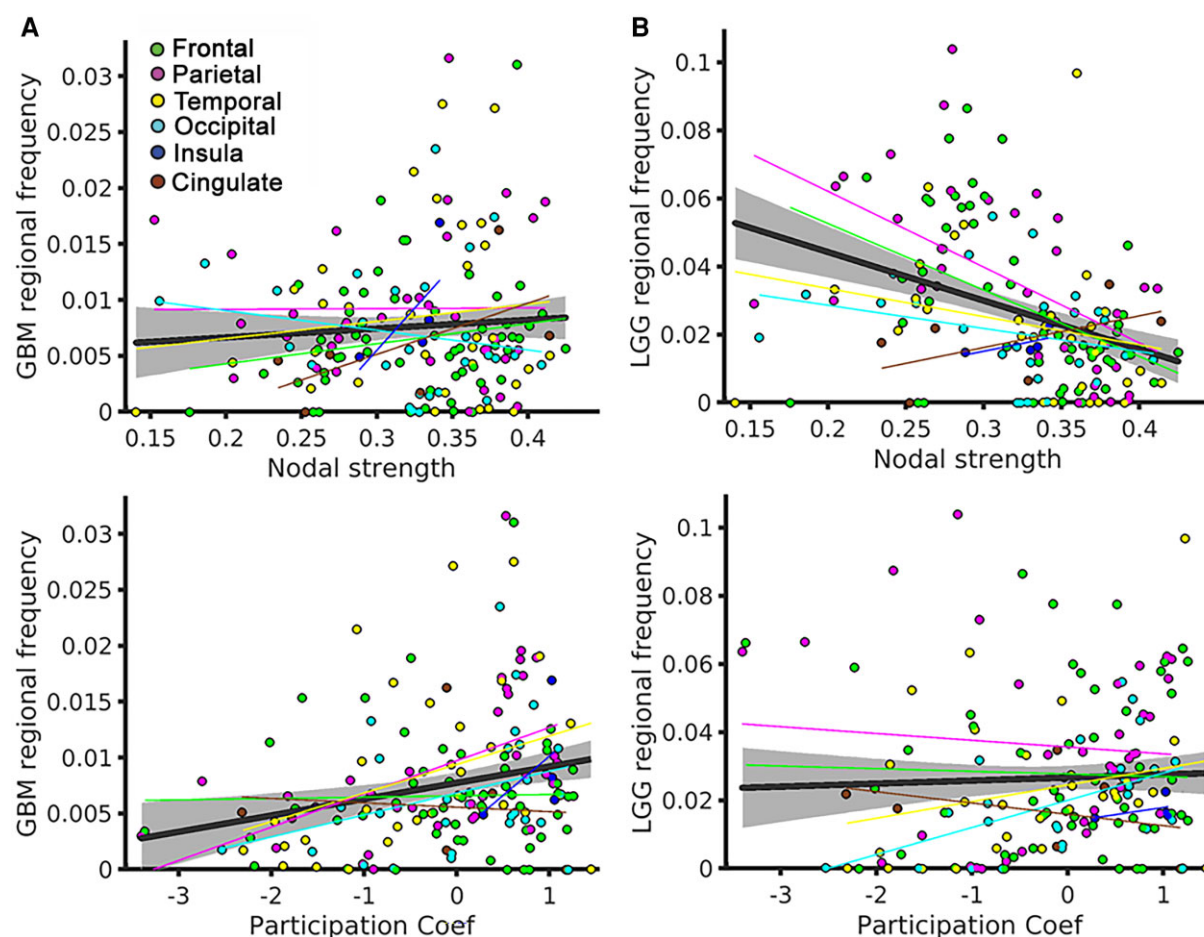 A
Frontal
Parietal
Temporal
Occipital
Insula
Cingulate
GBM regional frequency
0.03
0.025
0.02
0.015
0.01
0.005
0
0.15 0.2 0.25 0.3 0.35 0.4
Nodal strength
B
LGG regional frequency
0.1
0.08
0.06
0.04
0.02
0
0.15 0.2 0.25 0.3 0.35 0.4
Nodal strength
GBM regional frequency
0.03
0.025
0.02
0.015
0.01
0.005
0
-3 -2 -1 0 1
Participation Coef
LGG regional frequency
0.1
0.08
0.06
0.04
0.02
0
-3 -2 -1 0 1
Participation Coef